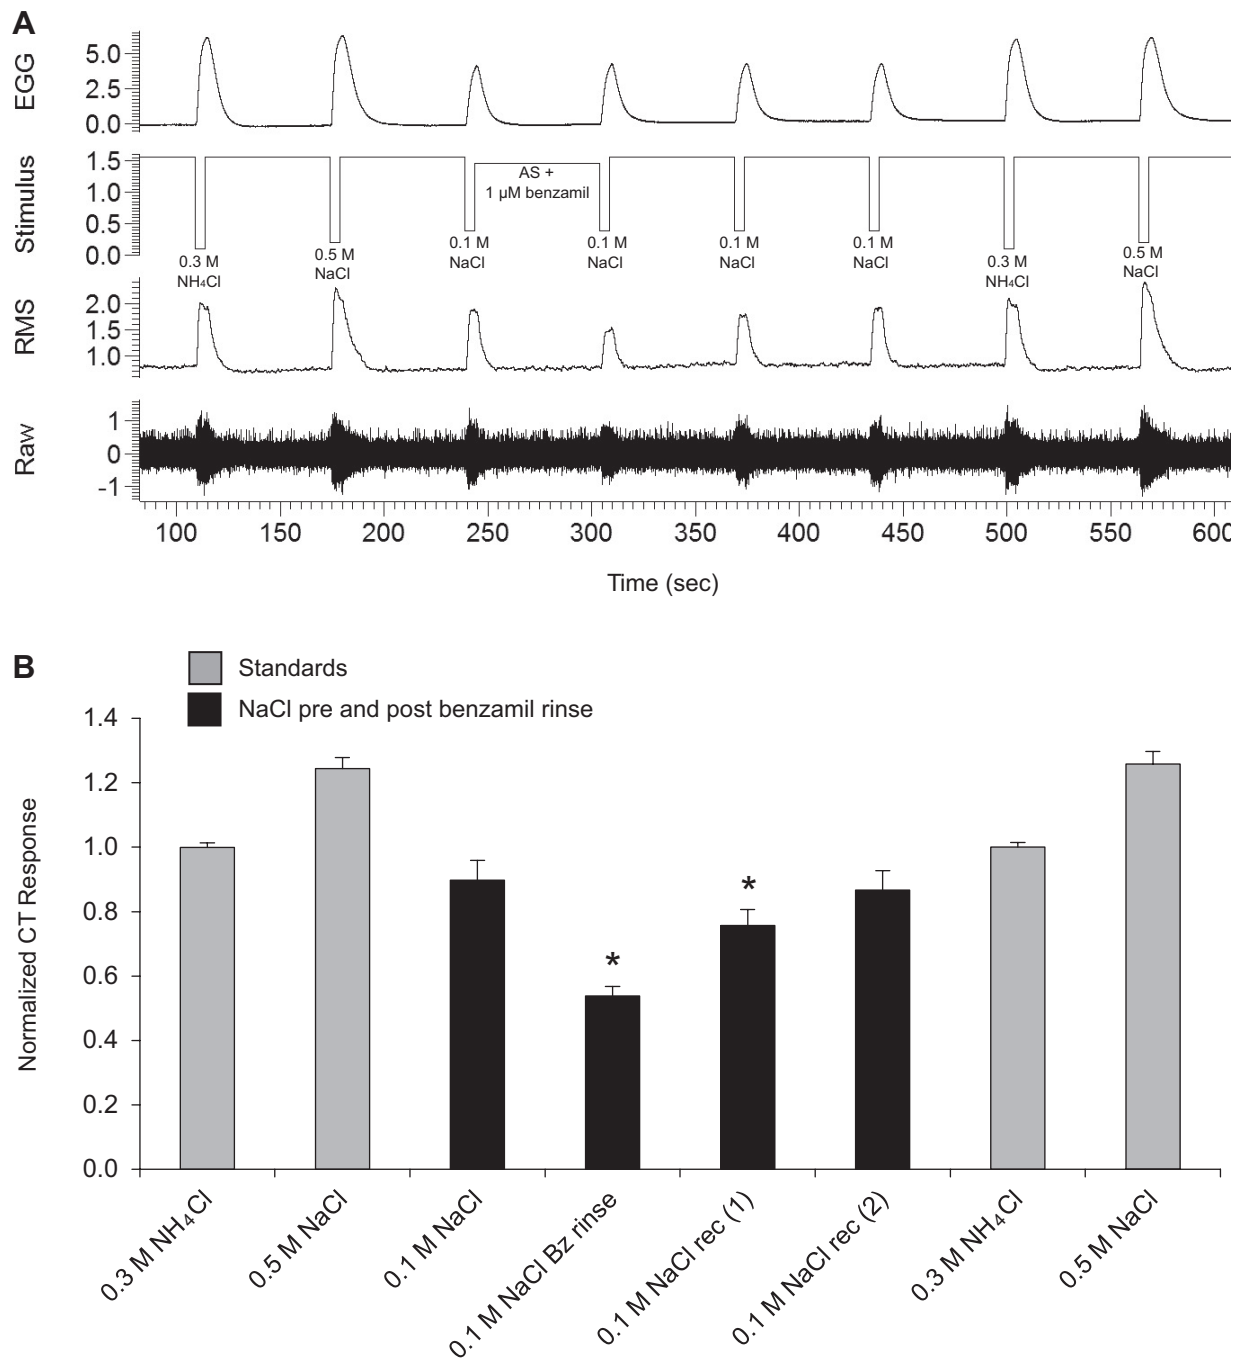 A
EGG
5.0
2.5
0.0
Stimulus
1.5
1.0
0.5
0.0
AS +
1 µM benzamil
0.3 M
NH₄Cl
0.5 M
NaCl
0.1 M
NaCl
0.1 M
NaCl
0.1 M
NaCl
0.1 M
NaCl
0.3 M
NH₄Cl
0.5 M
NaCl
RMS
2.0
1.5
1.0
Raw
1
0
-1
100 150 200 250 300 350 400 450 500 550 600
Time (sec)
B
Standards
NaCl pre and post benzamil rinse
Normalized CT Response
1.4
1.2
1.0
0.8
0.6
0.4
0.2
0.0
*
*
0.3 M NH₄Cl
0.5 M NaCl
0.1 M NaCl
0.1 M NaCl Bz rinse
0.1 M NaCl rec (1)
0.1 M NaCl rec (2)
0.3 M NH₄Cl
0.5 M NaCl